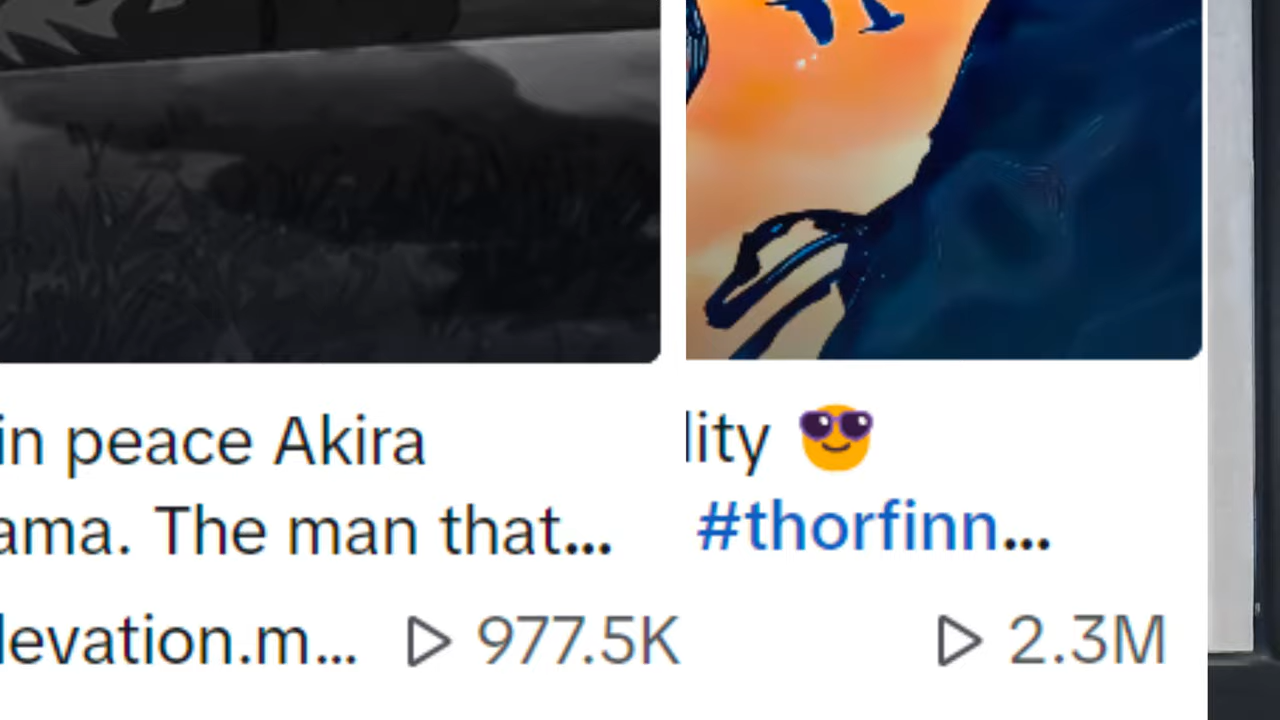 in peace Akira
ama. The man that...
levation.m... 977.5K
lity 😎
#thorfinn...
2.3M